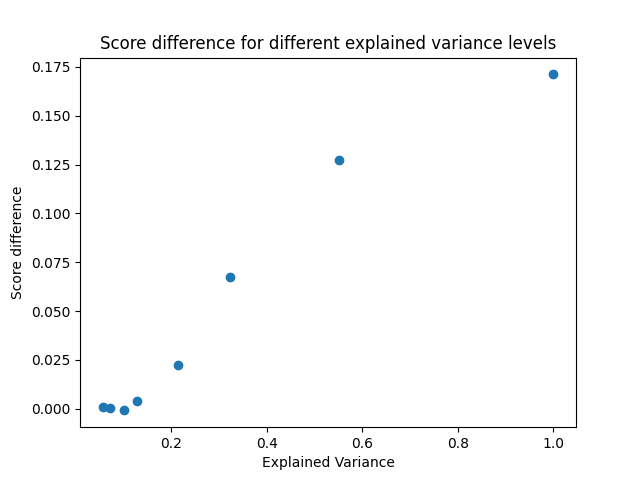 Score difference for different explained variance levels
0.175
0.150
0.125
0.100
0.075
0.050
0.025
0.000
Score difference
0.2 0.4 0.6 0.8 1.0
Explained Variance